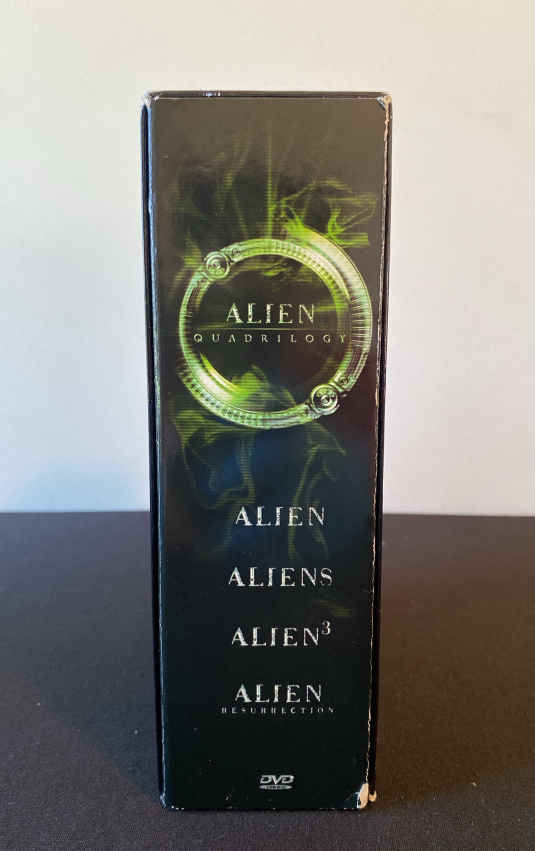 ALIEN
QUADRILOGY
ALIEN
ALIENS
ALIEN³
ALIEN
RESURRECTION
DVD